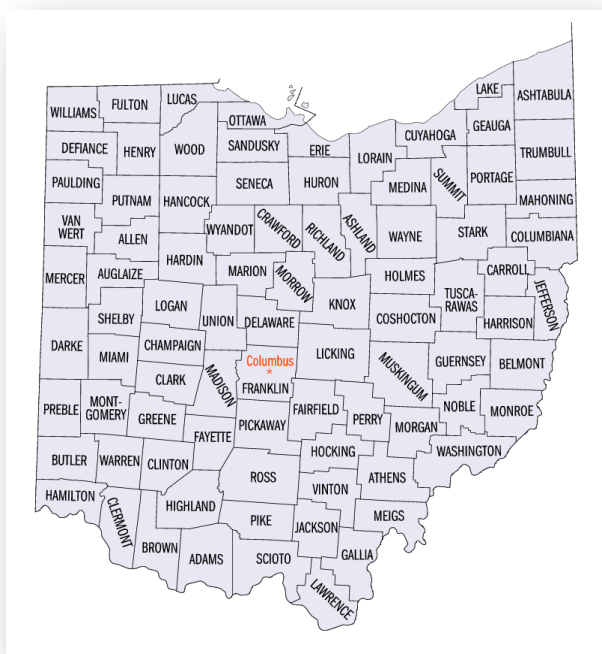 LAKE
ASHTABULA
LUCAS
WILLIAMS
FULTON
OTTAWA
GEAUGA
CUYAHOGA
DEFIANCE
HENRY
WOOD
SANDUSKY
ERIE
LORAIN
TRUMBULL
PAULDING
SENECA
HURON
MEDINA
SUMMIT
PORTAGE
PUTNAM
HANCOCK
MAHONING
VAN
WERT
ALLEN
WYANDOT
CRAWFORD
RICHLAND
ASHLAND
WAYNE
STARK
COLUMBIANA
MERCER
AUGLAIZE
HARDIN
MARION
MORROW
HOLMES
CARROLL
JEFFERSON
TUSCA-
RAWAS
LOGAN
KNOX
SHELBY
UNION
DELAWARE
COSHOCTON
HARRISON
DARKE
CHAMPAIGN
MIAMI
Columbus
*
LICKING
MUSKINGUM
GUERNSEY
BELMONT
CLARK
MADISON
FRANKLIN
PREBLE
MONT-
GOMERY
GREENE
PICKAWAY
FAIRFIELD
PERRY
NOBLE
MONROE
MORGAN
FAYETTE
WASHINGTON
BUTLER
WARREN
CLINTON
HOCKING
ROSS
ATHENS
HAMILTON
CLERMONT
HIGHLAND
VINTON
PIKE
JACKSON
MEIGS
BROWN
ADAMS
SCIOTO
GALLIA
LAWRENCE